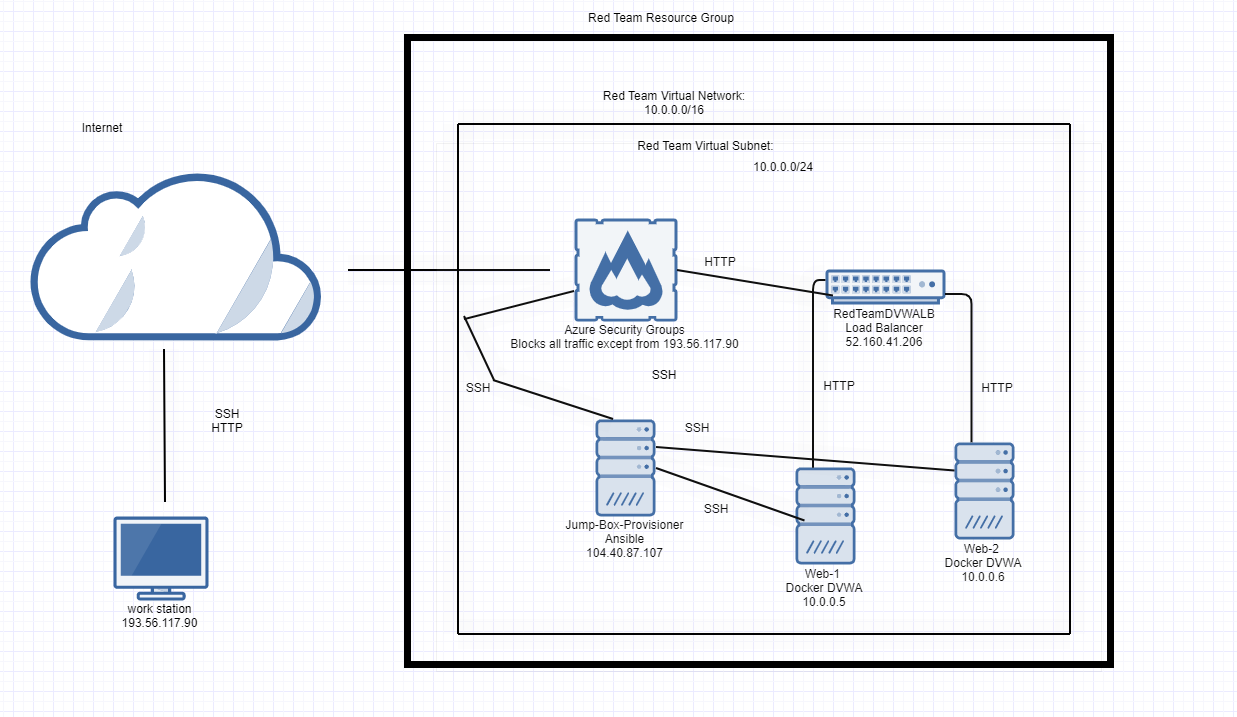 Red Team Resource Group
Red Team Virtual Network:
10.0.0.0/16
Internet
Red Team Virtual Subnet:
10.0.0.0/24
HTTP
RedTeamDVWALB
Load Balancer
52.160.41.206
Azure Security Groups
Blocks all traffic except from 193.56.117.90
SSH
SSH
HTTP
HTTP
SSH
HTTP
SSH
SSH
Jump-Box-Provisioner
Ansible
104.40.87.107
Web-2
Docker DVWA
10.0.0.6
Web-1
Docker DVWA
10.0.0.5
work station
193.56.117.90